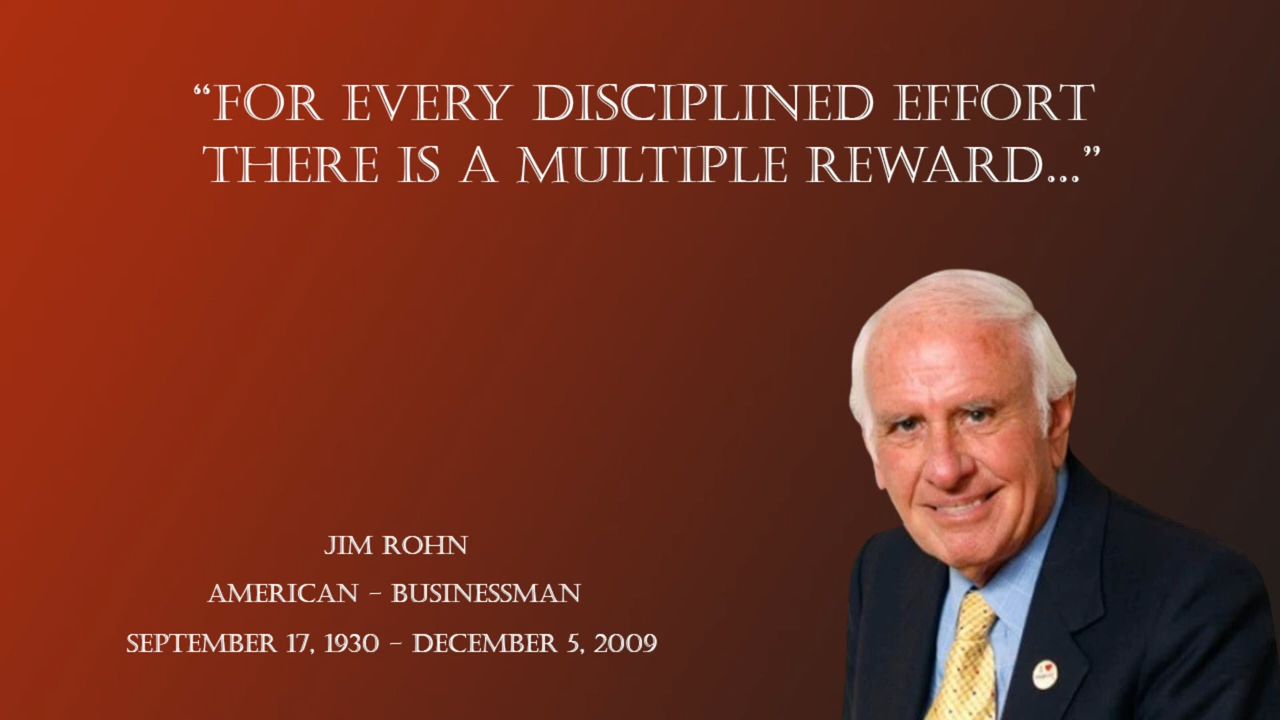 “FOR EVERY DISCIPLINED EFFORT
THERE IS A MULTIPLE REWARD...”
JIM ROHN
AMERICAN – BUSINESSMAN
SEPTEMBER 17, 1930 – DECEMBER 5, 2009